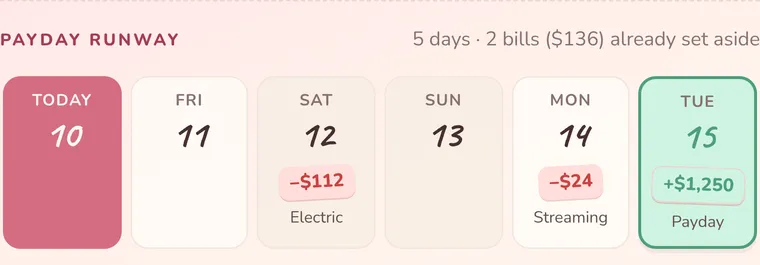 PAYDAY RUNWAY
5 days · 2 bills ($136) already set aside
TODAY
10
FRI
11
SAT
12
–$112
Electric
SUN
13
MON
14
–$24
Streaming
TUE
15
+$1,250
Payday